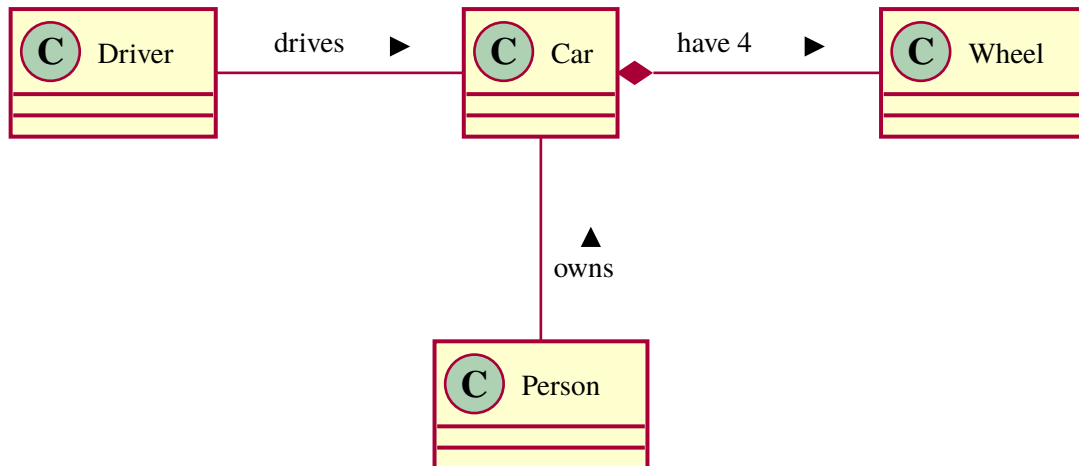 C Driver
drives ►
C Car
have 4 ►
C Wheel
▲
owns
C Person